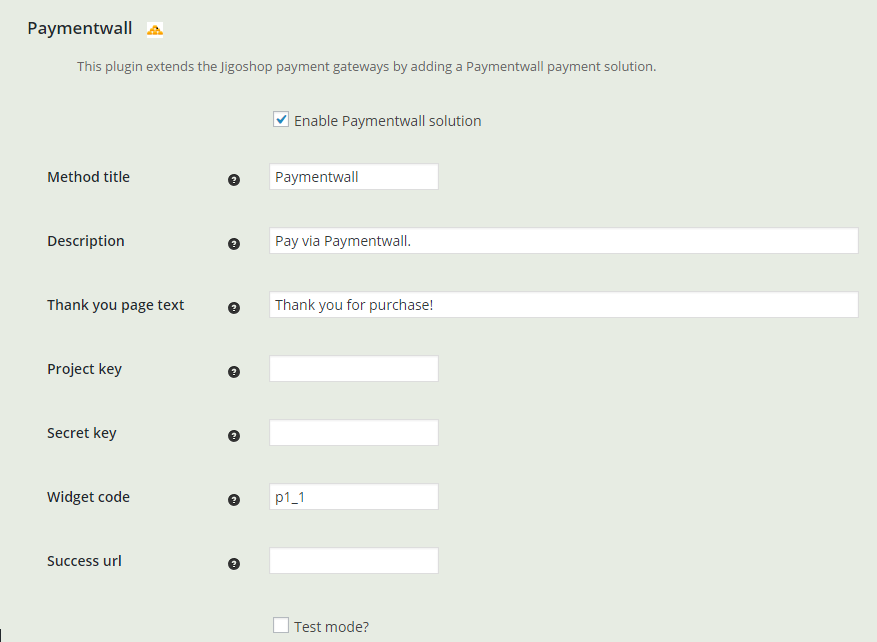 Paymentwall
This plugin extends the Jigoshop payment gateways by adding a Paymentwall payment solution.
Enable Paymentwall solution
Method title ? Paymentwall
Description ? Pay via Paymentwall.
Thank you page text ? Thank you for purchase!
Project key ?
Secret key ?
Widget code ? p1_1
Success url ?
Test mode?